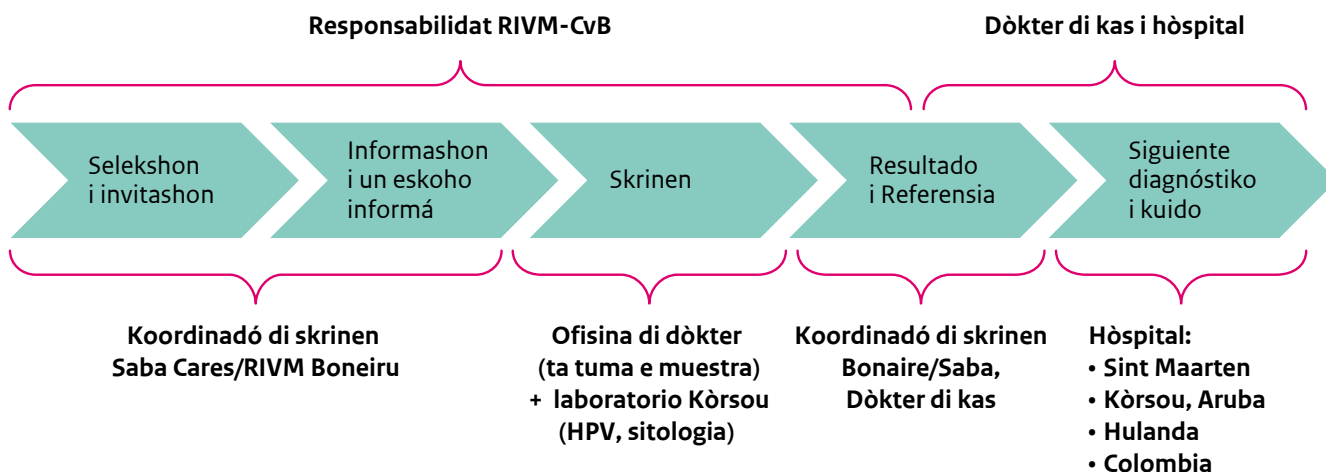 Responsabilidat RIVM-CvB
Dòkter di kas i hòspital
Selekshon
i invitashon
Informashon
i un eskoho
informá
Skrinen
Resultado
i Referensia
Siguiente
diagnóstiko
i kuido
Koordinadó di skrinen
Saba Cares/RIVM Boneiru
Ofisina di dòkter
(ta tuma e muestra)
+ laboratorio Kòrsou
(HPV, sitologia)
Koordinadó di skrinen
Bonaire/Saba,
Dòkter di kas
Hòspital:
• Sint Maarten
• Kòrsou, Aruba
• Hulanda
• Colombia